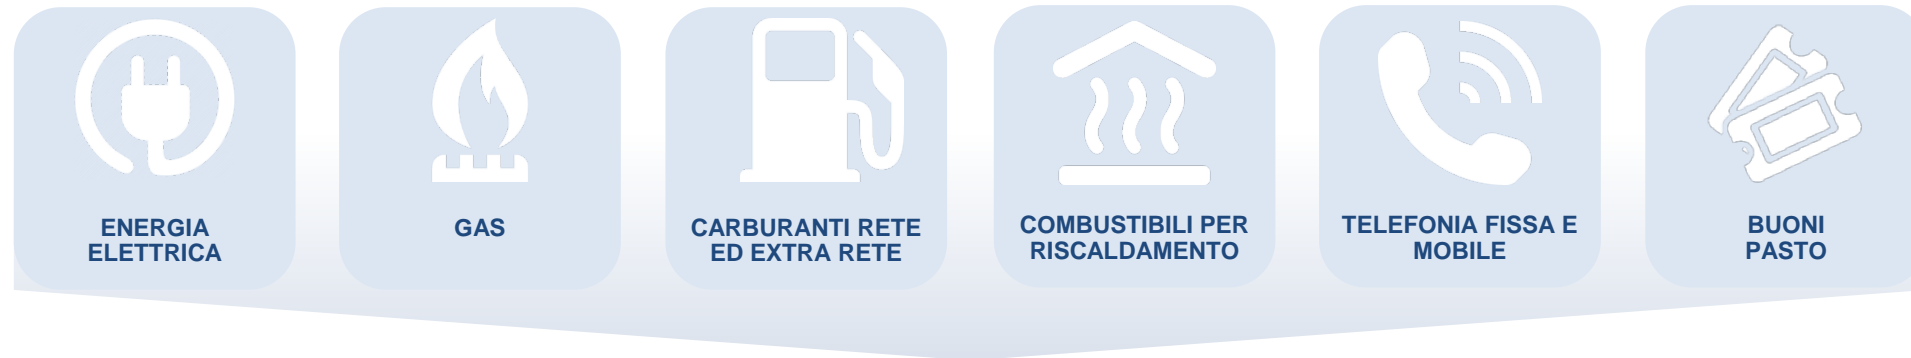 ENERGIA
ELETTRICA
GAS
CARBURANTI RETE
ED EXTRA RETE
COMBUSTIBILI PER
RISCALDAMENTO
TELEFONIA FISSA E
MOBILE
BUONI
PASTO